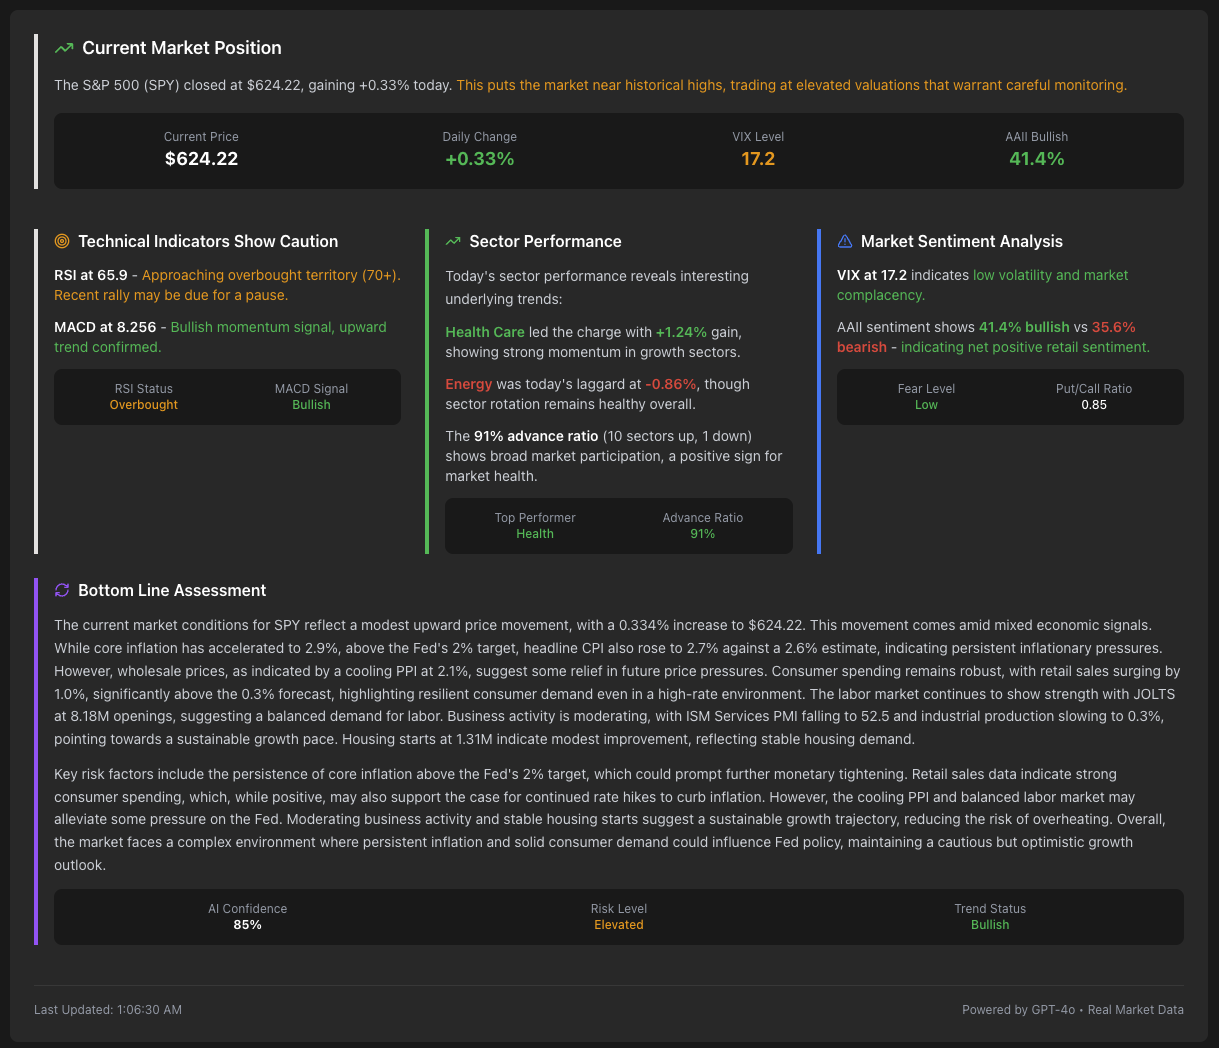 Current Market Position
The S&P 500 (SPY) closed at $624.22, gaining +0.33% today. This puts the market near historical highs, trading at elevated valuations that warrant careful monitoring.
Current Price
$624.22
Daily Change
+0.33%
VIX Level
17.2
AAII Bullish
41.4%
Technical Indicators Show Caution
RSI at 65.9 - Approaching overbought territory (70+).
Recent rally may be due for a pause.
MACD at 8.256 - Bullish momentum signal, upward
trend confirmed.
RSI Status
Overbought
MACD Signal
Bullish
Sector Performance
Today's sector performance reveals interesting
underlying trends:
Health Care led the charge with +1.24% gain,
showing strong momentum in growth sectors.
Energy was today's laggard at -0.86%, though
sector rotation remains healthy overall.
The 91% advance ratio (10 sectors up, 1 down)
shows broad market participation, a positive sign for
market health.
Top Performer
Health
Advance Ratio
91%
Market Sentiment Analysis
VIX at 17.2 indicates low volatility and market
complacency.
AAII sentiment shows 41.4% bullish vs 35.6%
bearish - indicating net positive retail sentiment.
Fear Level
Low
Put/Call Ratio
0.85
Bottom Line Assessment
The current market conditions for SPY reflect a modest upward price movement, with a 0.334% increase to $624.22. This movement comes amid mixed economic signals.
While core inflation has accelerated to 2.9%, above the Fed's 2% target, headline CPI also rose to 2.7% against a 2.6% estimate, indicating persistent inflationary pressures.
However, wholesale prices, as indicated by a cooling PPI at 2.1%, suggest some relief in future price pressures. Consumer spending remains robust, with retail sales surging by
1.0%, significantly above the 0.3% forecast, highlighting resilient consumer demand even in a high-rate environment. The labor market continues to show strength with JOLTS
at 8.18M openings, suggesting a balanced demand for labor. Business activity is moderating, with ISM Services PMI falling to 52.5 and industrial production slowing to 0.3%,
pointing towards a sustainable growth pace. Housing starts at 1.31M indicate modest improvement, reflecting stable housing demand.
Key risk factors include the persistence of core inflation above the Fed's 2% target, which could prompt further monetary tightening. Retail sales data indicate strong
consumer spending, which, while positive, may also support the case for continued rate hikes to curb inflation. However, the cooling PPI and balanced labor market may
alleviate some pressure on the Fed. Moderating business activity and stable housing starts suggest a sustainable growth trajectory, reducing the risk of overheating. Overall,
the market faces a complex environment where persistent inflation and solid consumer demand could influence Fed policy, maintaining a cautious but optimistic growth
outlook.
AI Confidence
85%
Risk Level
Elevated
Trend Status
Bullish
Last Updated: 1:06:30 AM
Powered by GPT-4o • Real Market Data